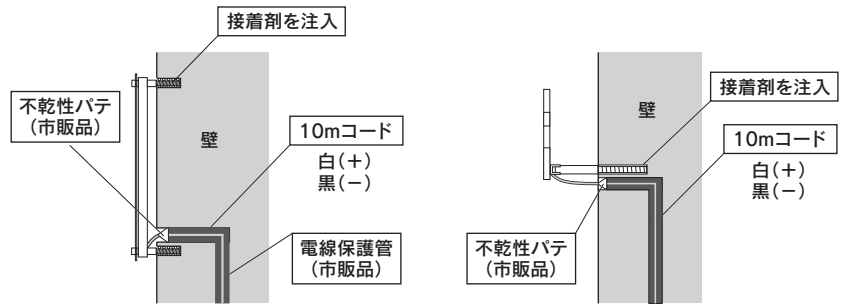 接着剤を注入
不乾性パテ
（市販品）
壁
10mコード
白（＋）
黒（－）
電線保護管
（市販品）
壁
接着剤を注入
10mコード
白（＋）
黒（－）
不乾性パテ
（市販品）